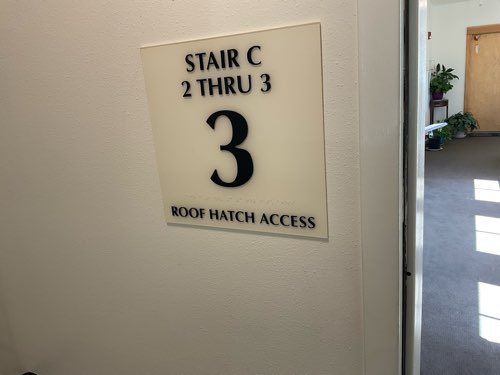 STAIR C
2 THRU 3
3
ROOF HATCH ACCESS